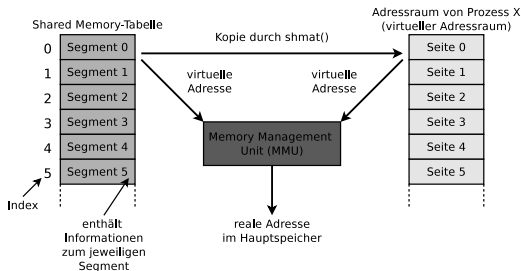 Shared Memory-Tabelle
Adressraum von Prozess X
(virtueller Adressraum)
0
Segment 0
Kopie durch shmat()
Seite 0
1
Segment 1
Seite 1
virtuelle
Adresse
virtuelle
Adresse
2
Segment 2
Seite 2
3
Segment 3
Seite 3
Memory Management
Unit (MMU)
4
Segment 4
Seite 4
5
Segment 5
Seite 5
Index
enthält
Informationen
zum jeweiligen
Segment
reale Adresse
im Hauptspeicher